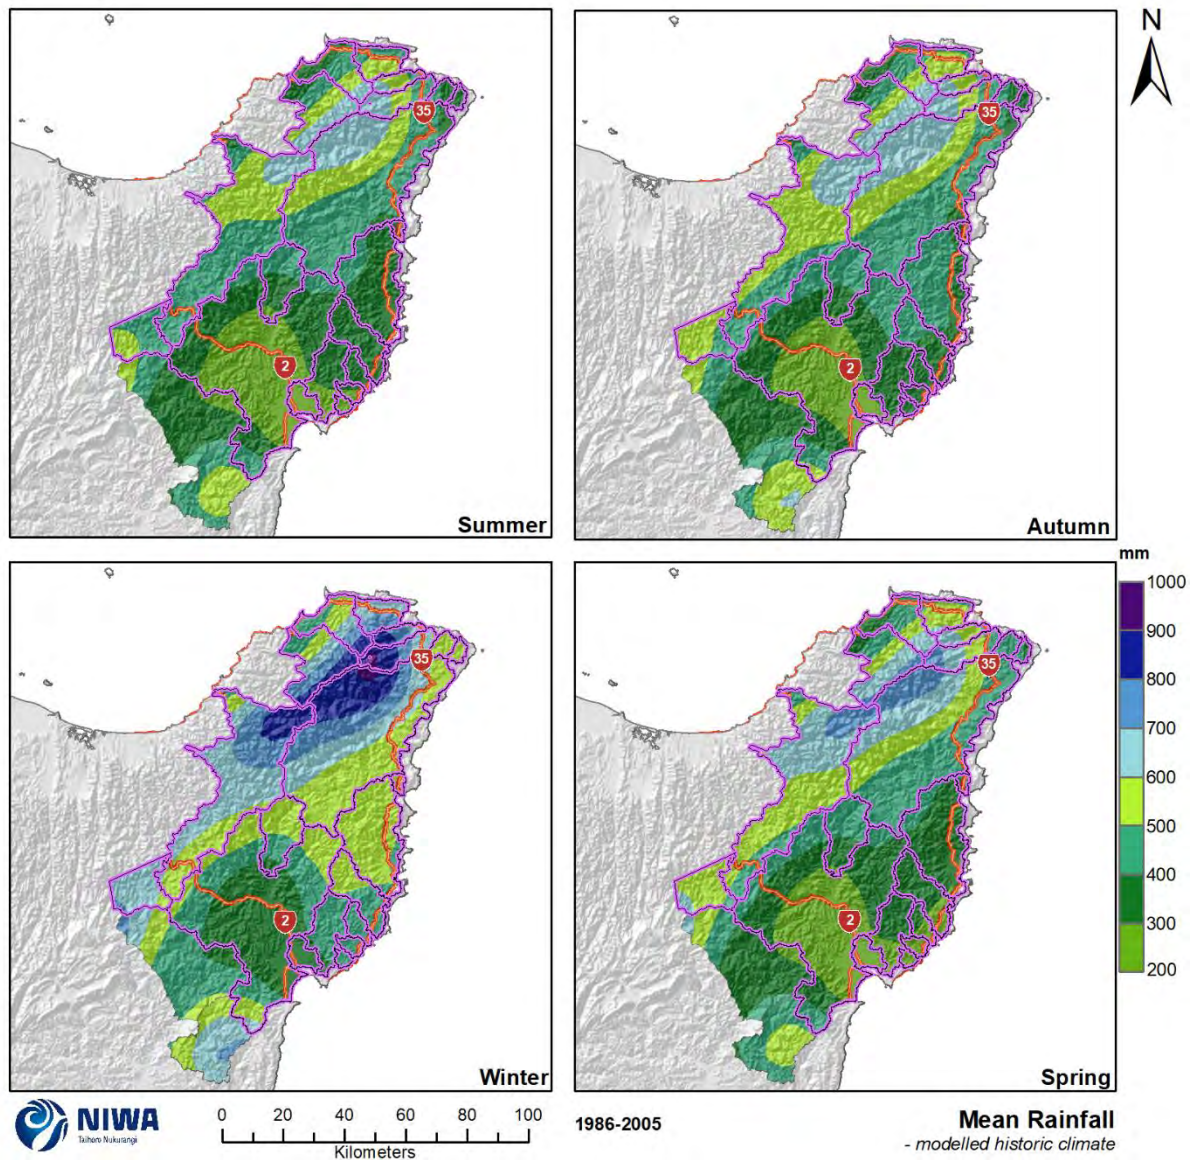 N
35
2
Summer
35
2
Autumn
mm
1000
900
800
700
600
500
400
300
200
35
2
Winter
35
2
Spring
NIWA
Taihoro Nukurangi
0 20 40 60 80 100
Kilometers
1986-2005
Mean Rainfall
- modelled historic climate